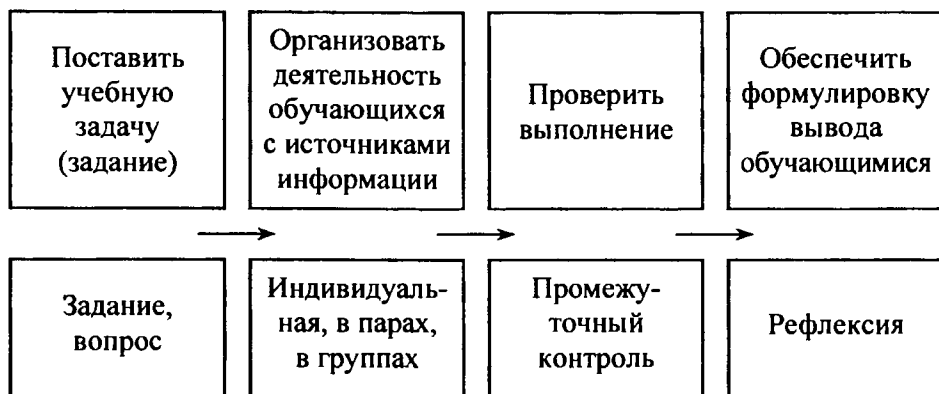 Поставить
учебную
задачу
(задание)
Организовать
деятельность
обучающихся
с источниками
информации
Проверить
выполнение
Обеспечить
формулировку
вывода
обучающимися
Задание,
вопрос
Индивидуаль-
ная, в парах,
в группах
Промежу-
точный
контроль
Рефлексия